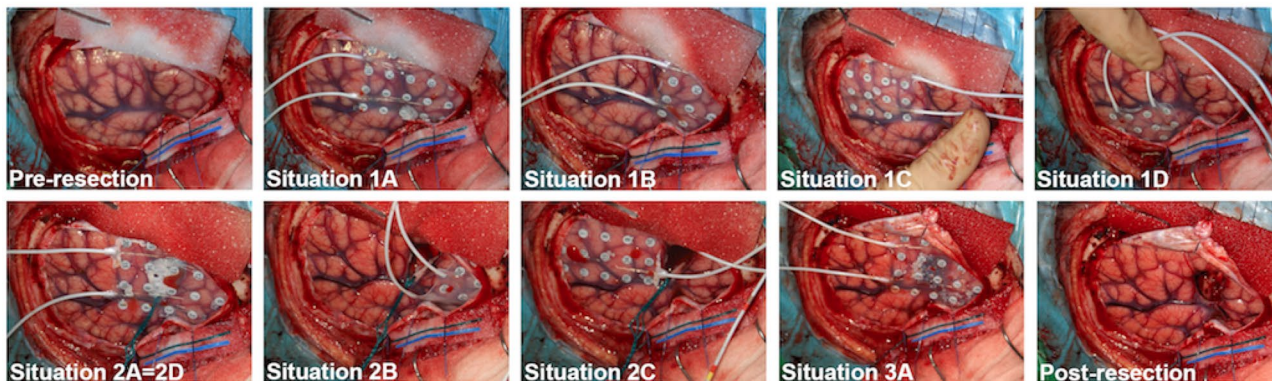 Pre-resection
Situation 1A
Situation 1B
Situation 1C
Situation 1D
Situation 2A=2D
Situation 2B
Situation 2C
Situation 3A
Post-resection